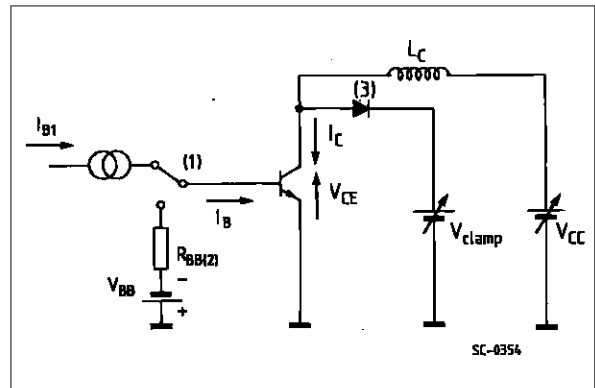 L_C
(3)
I_B1
(1)
I_C
V_CE
I_B
R_BB(2)
V_BB
−
+
V_clamp
V_CC
SC-0354